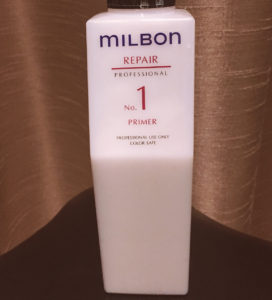 MILBON
REPAIR
PROFESSIONAL
No. 1
PRIMER
PROFESSIONAL USE ONLY
COLOR SAFE